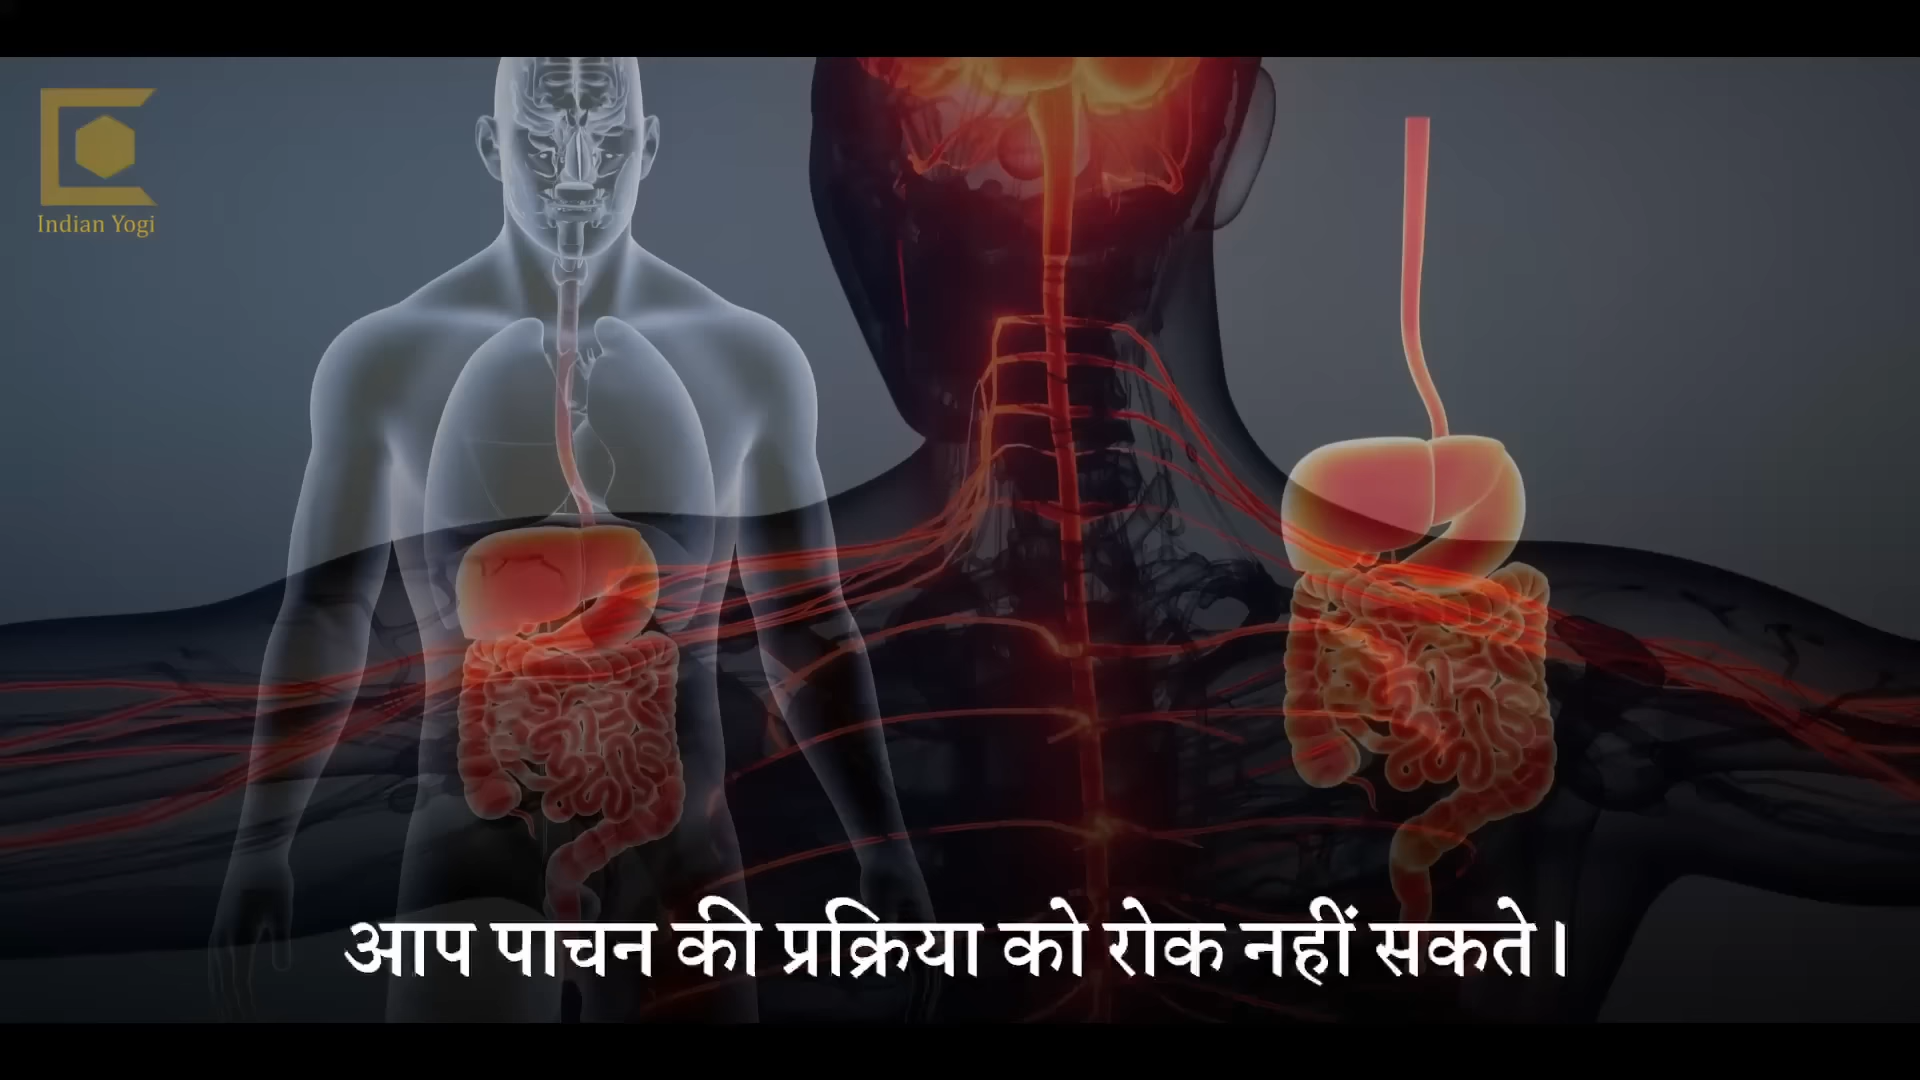 Indian Yogi
आप पाचन की प्रक्रिया को रोक नहीं सकते।